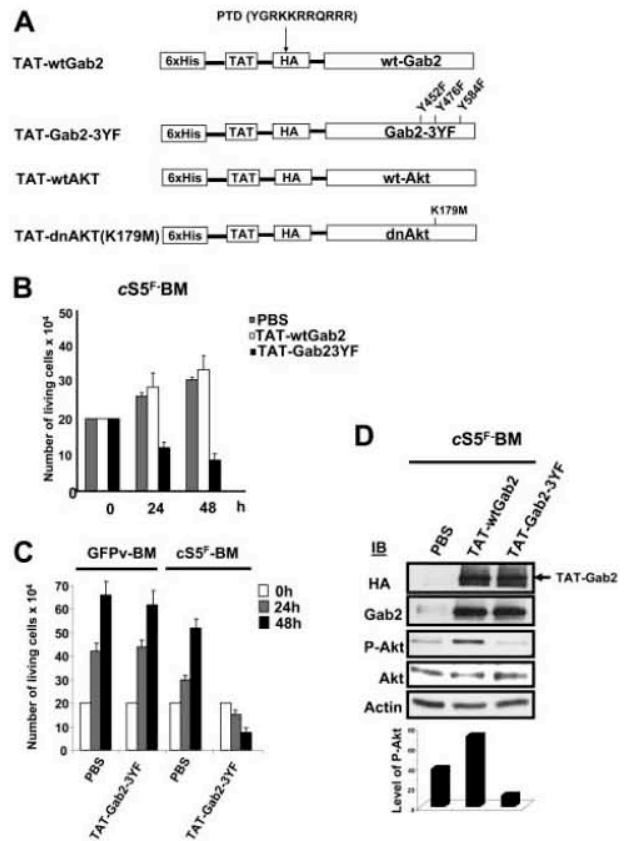 A
PTD (YGRKKRRQRRR)
TAT-wtGab2 6xHis TAT HA wt-Gab2
Y452F Y476F Y584F
TAT-Gab2-3YF 6xHis TAT HA Gab2-3YF
TAT-wtAKT 6xHis TAT HA wt-Akt
K179M
TAT-dnAKT(K179M) 6xHis TAT HA dnAkt
B
cS5F-BM
Number of living cells x 10⁴
50
20
30
20
10
0
0 24 48 h
PBS
TAT-wtGab2
TAT-Gab23YF
C
GFPv-BM cS5F-BM
Number of living cells x 10⁴
70
60
50
40
30
20
10
0
0h
24h
48h
PBS
TAT-Gab2-3YF
PBS
TAT-Gab2-3YF
D
cS5F-BM
PBS TAT-wtGab2 TAT-Gab2-3YF
IB
HA
TAT-Gab2
Gab2
P-Akt
Akt
Actin
Level of P-Akt
80
60
40
20
0